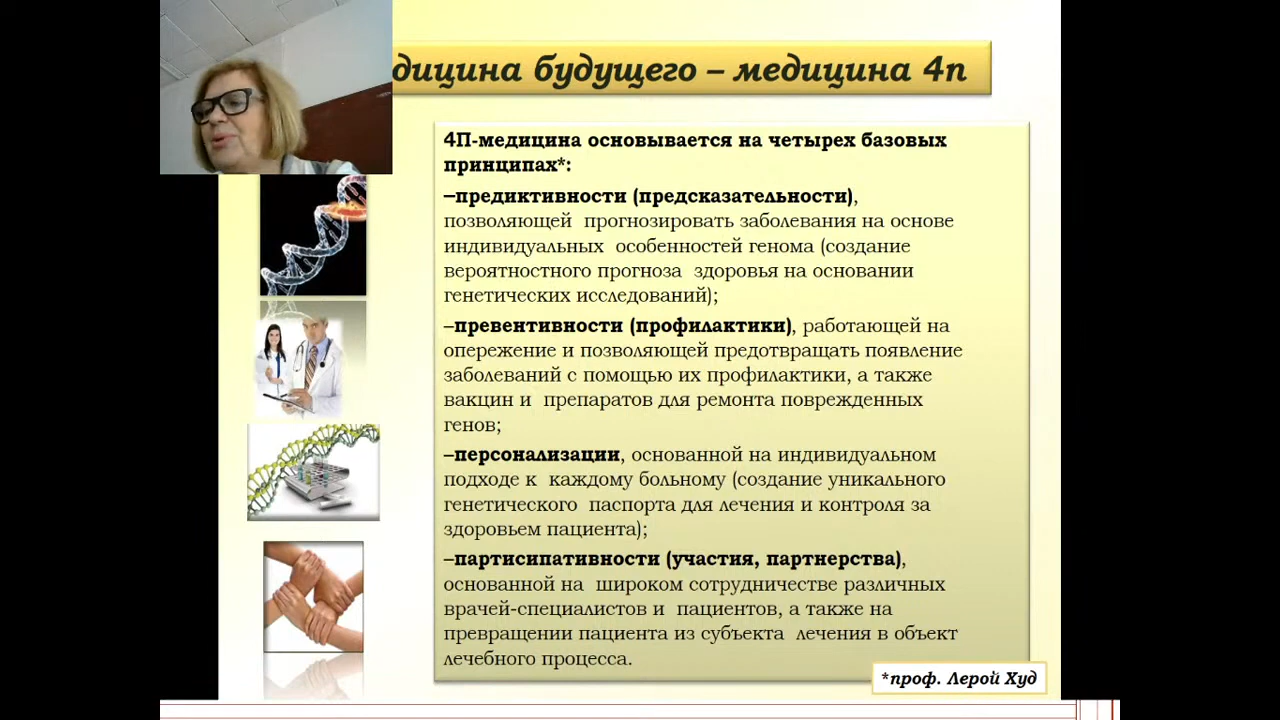 дицина будущего – медицина 4п
4П-медицина основывается на четырех базовых
принципах*:
–предиктивности (предсказательности),
позволяющей прогнозировать заболевания на основе
индивидуальных особенностей генома (создание
вероятностного прогноза здоровья на основании
генетических исследований);
–превентивности (профилактики), работающей на
опережение и позволяющей предотвращать появление
заболеваний с помощью их профилактики, а также
вакцин и препаратов для ремонта поврежденных
генов;
–персонализации, основанной на индивидуальном
подходе к каждому больному (создание уникального
генетического паспорта для лечения и контроля за
здоровьем пациента);
–партисипативности (участия, партнерства),
основанной на широком сотрудничестве различных
врачей-специалистов и пациентов, а также на
превращении пациента из субъекта лечения в объект
лечебного процесса.
*проф. Лерой Худ